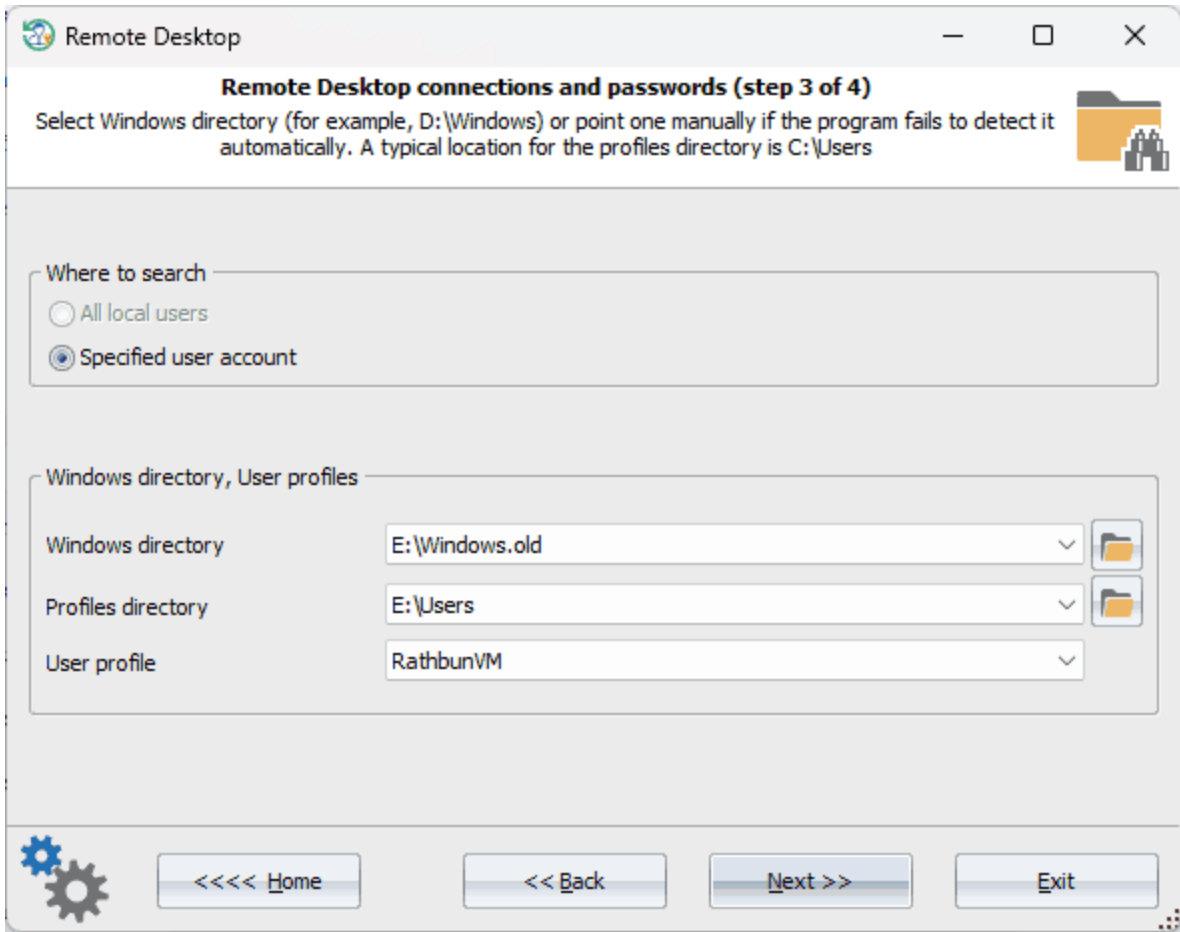 Remote Desktop
Remote Desktop connections and passwords (step 3 of 4)
Select Windows directory (for example, D:\Windows) or point one manually if the program fails to detect it
automatically. A typical location for the profiles directory is C:\Users
Where to search
All local users
Specified user account
Windows directory, User profiles
Windows directory E:\Windows.old
Profiles directory E:\Users
User profile RathbunVM
<<<< Home << Back Next >> Exit